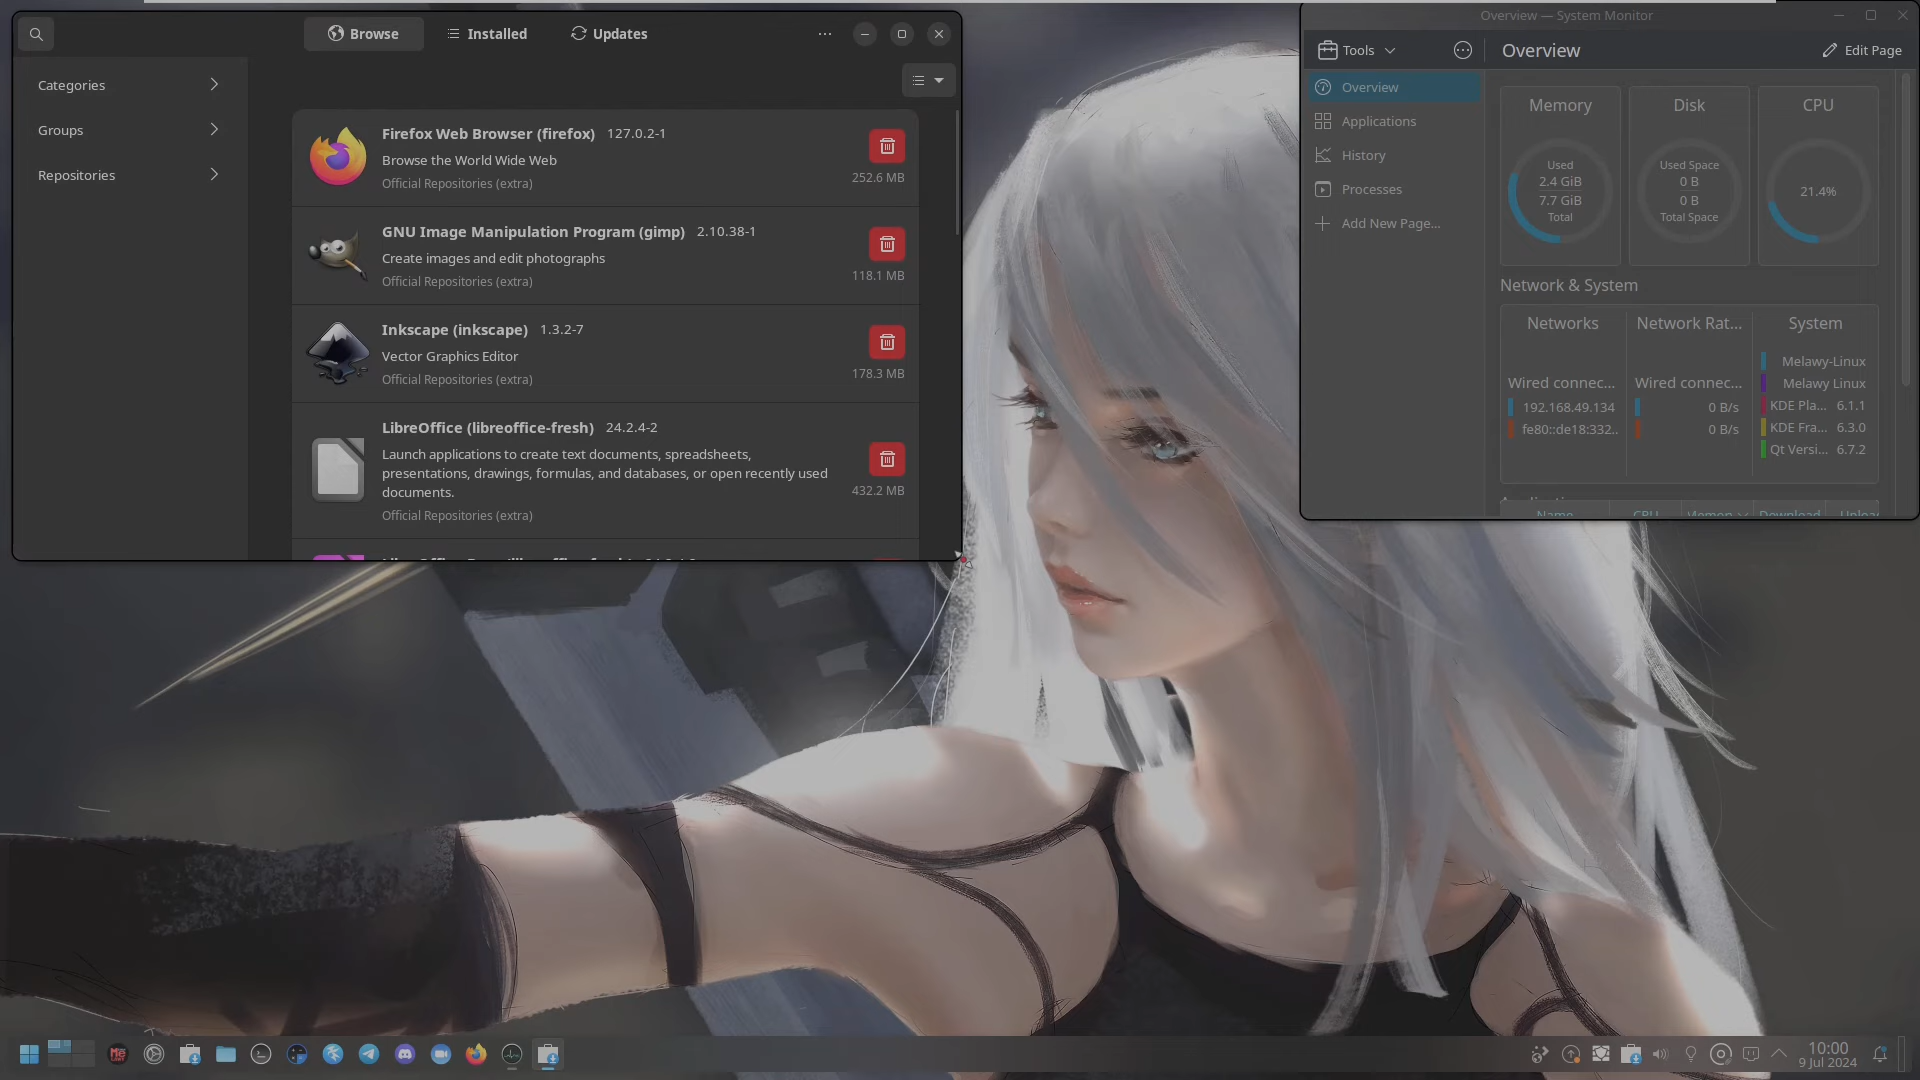 Browse
Installed
Updates
Categories
Groups
Repositories
Firefox Web Browser (firefox) 127.0.2-1
Browse the World Wide Web
Official Repositories (extra)
252.6 MB
GNU Image Manipulation Program (gimp) 2.10.38-1
Create images and edit photographs
Official Repositories (extra)
118.1 MB
Inkscape (inkscape) 1.3.2-7
Vector Graphics Editor
Official Repositories (extra)
178.3 MB
LibreOffice (libreoffice-fresh) 24.2.4-2
Launch applications to create text documents, spreadsheets,
presentations, drawings, formulas, and databases, or open recently used
documents.
Official Repositories (extra)
432.2 MB
Overview — System Monitor
Tools
Overview
Edit Page
Overview
Applications
History
Processes
Add New Page...
Memory
Used
2.4 GiB
7.7 GiB
Total
Disk
Used Space
0 B
0 B
Total Space
CPU
21.4%
Network & System
Networks
Wired connec...
192.168.49.134
fe80::de18:332..
Network Rat...
Wired connec...
0 B/s
0 B/s
System
Melawy-Linux
Melawy Linux
KDE Pla... 6.1.1
KDE Fra... 6.3.0
Qt Versi... 6.7.2
Name CPU Memory Download
10:00
9 Jul 2024